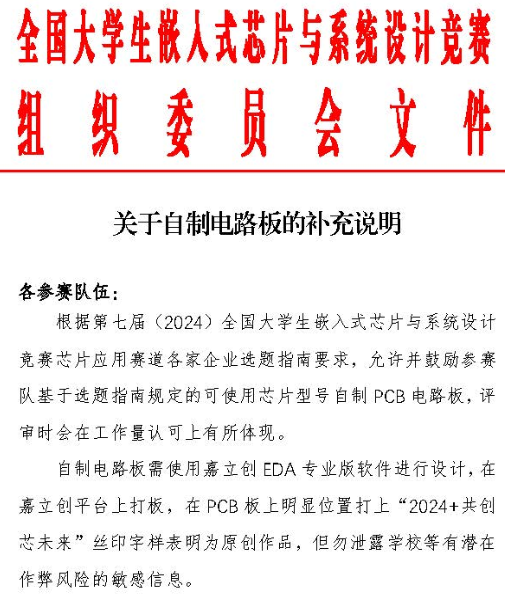 全国大学生嵌入式芯片与系统设计竞赛
组织委员会文件
关于自制电路板的补充说明
各参赛队伍：
根据第七届（2024）全国大学生嵌入式芯片与系统设计
竞赛芯片应用赛道各家企业选题指南要求，允许并鼓励参赛
队基于选题指南规定的可使用芯片型号自制 PCB 电路板，评
审时会在工作量认可上有所体现。
自制电路板需使用嘉立创 EDA 专业版软件进行设计，在
嘉立创平台上打板，在 PCB 板上明显位置打上“2024+共创
芯未来”丝印字样表明为原创作品，但勿泄露学校等有潜在
作弊风险的敏感信息。